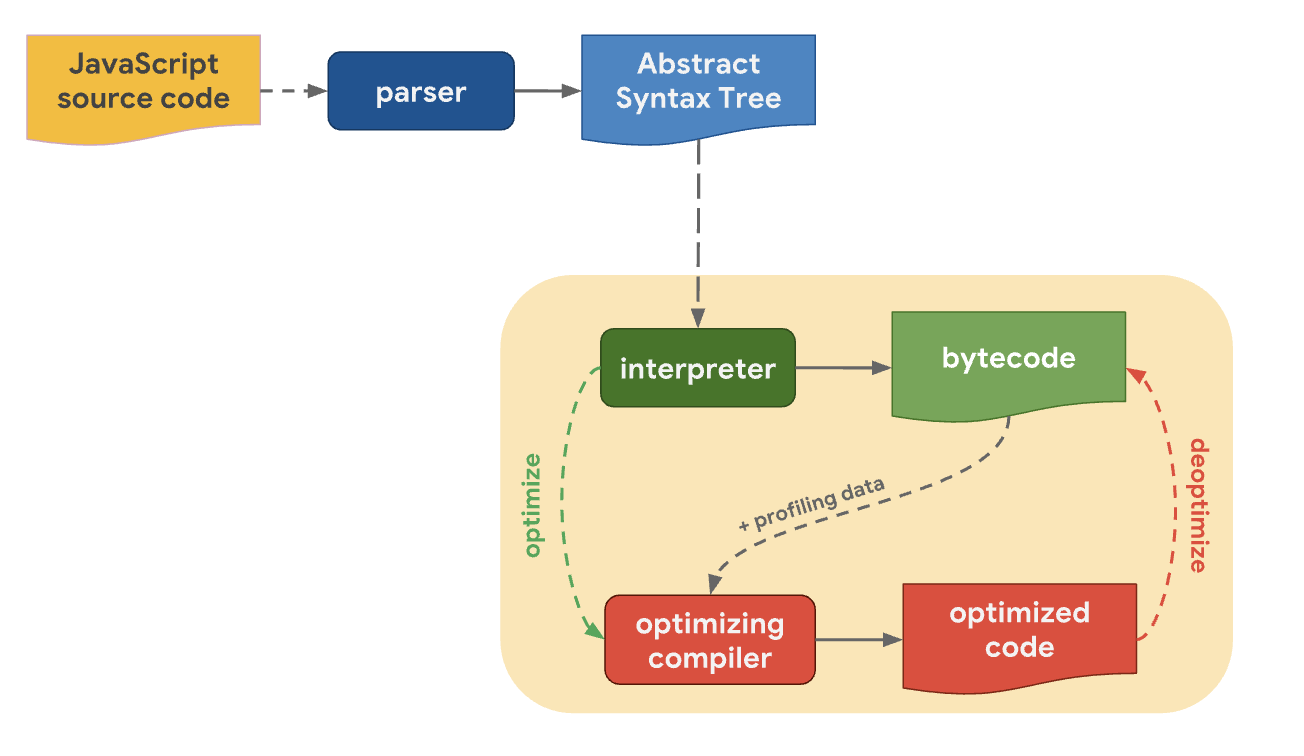 JavaScript
source code
parser
Abstract
Syntax Tree
interpreter
bytecode
optimize
+ profiling data
deoptimize
optimizing
compiler
optimized
code